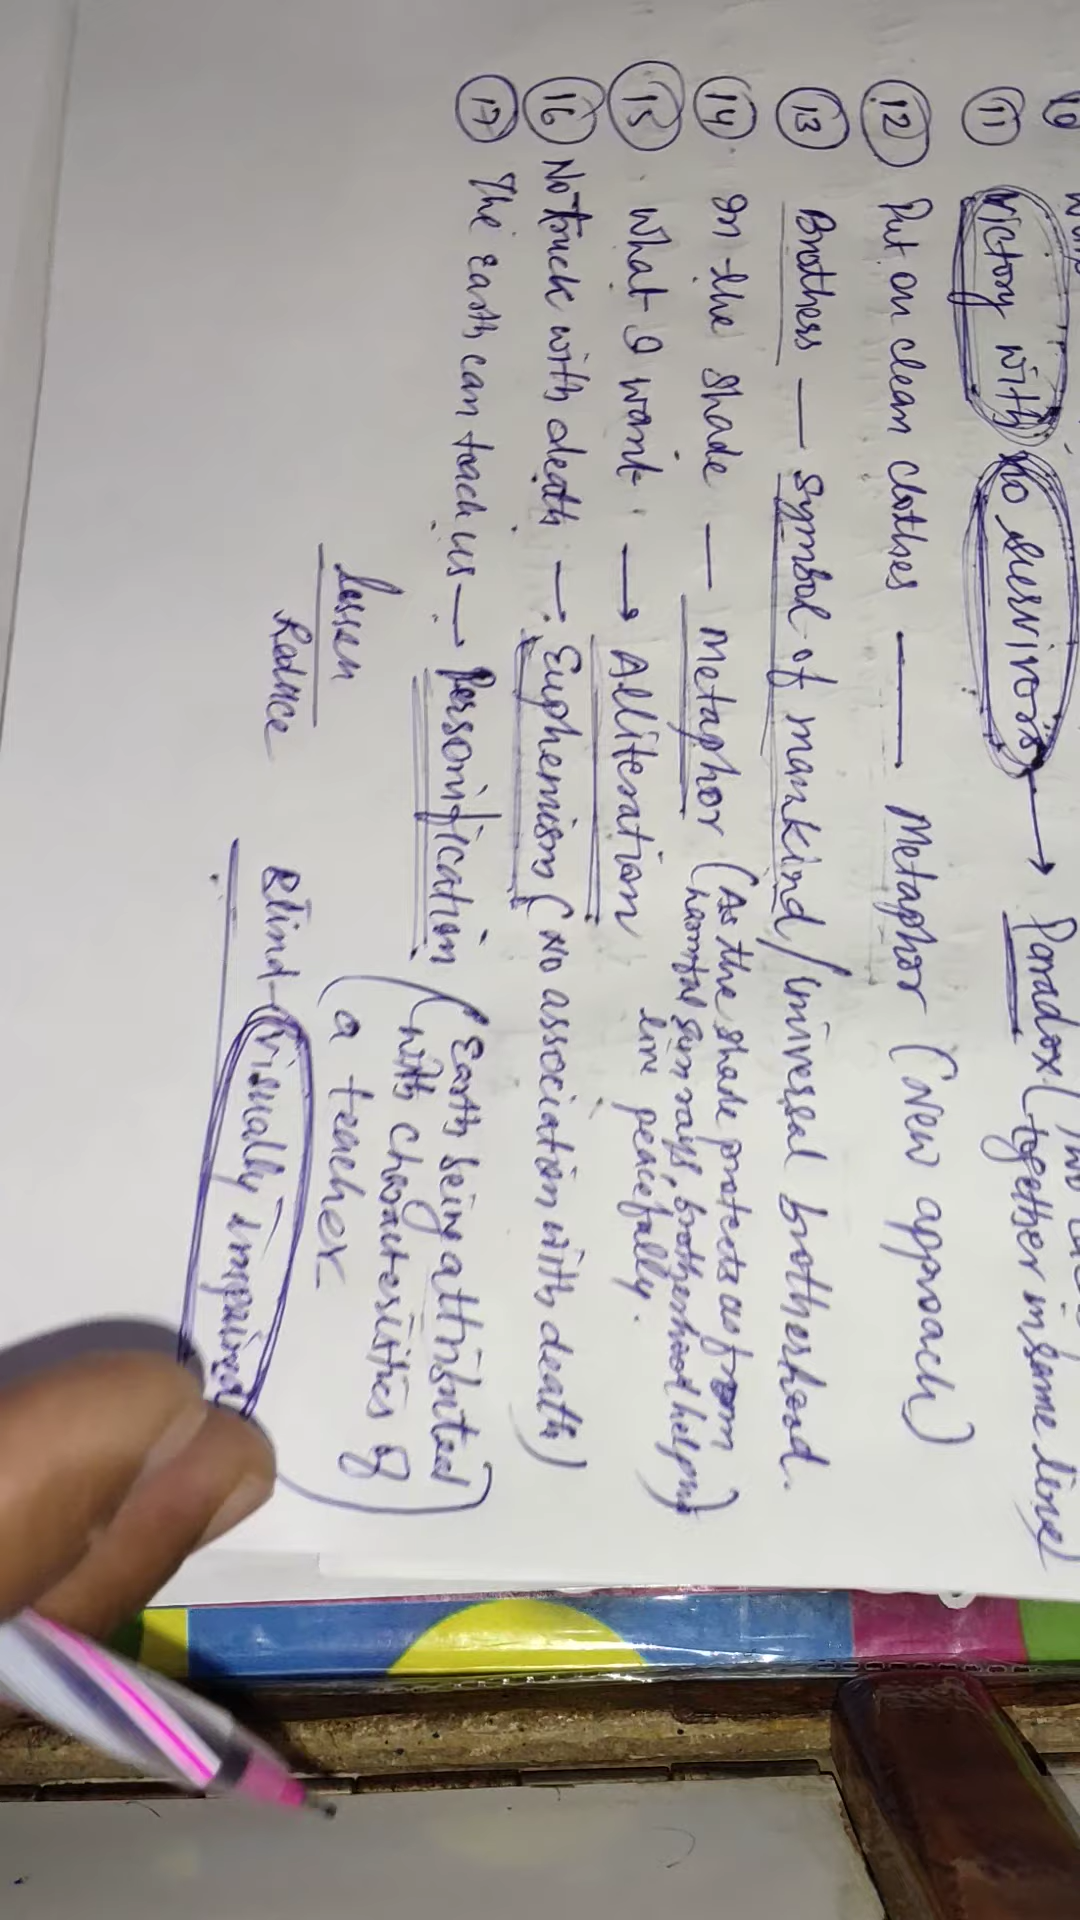 10
11 victory with no survivors → Paradox (two
together in same line)
12 Put on clean clothes — Metaphor (New approach)
13 Brothers — Symbol of mankind/universal brotherhood.
14 In the shade — Metaphor (As the shade protects us from
harmful sun rays, brotherhood helps us
live peacefully.
15 What I want → Alliteration
16 No truck with death → Euphemism (NO association with death)
17 The earth can teach us → Personification (Earth being attributed
with characteristics of
a teacher
lessen
Reduce
Blind - visually impaired